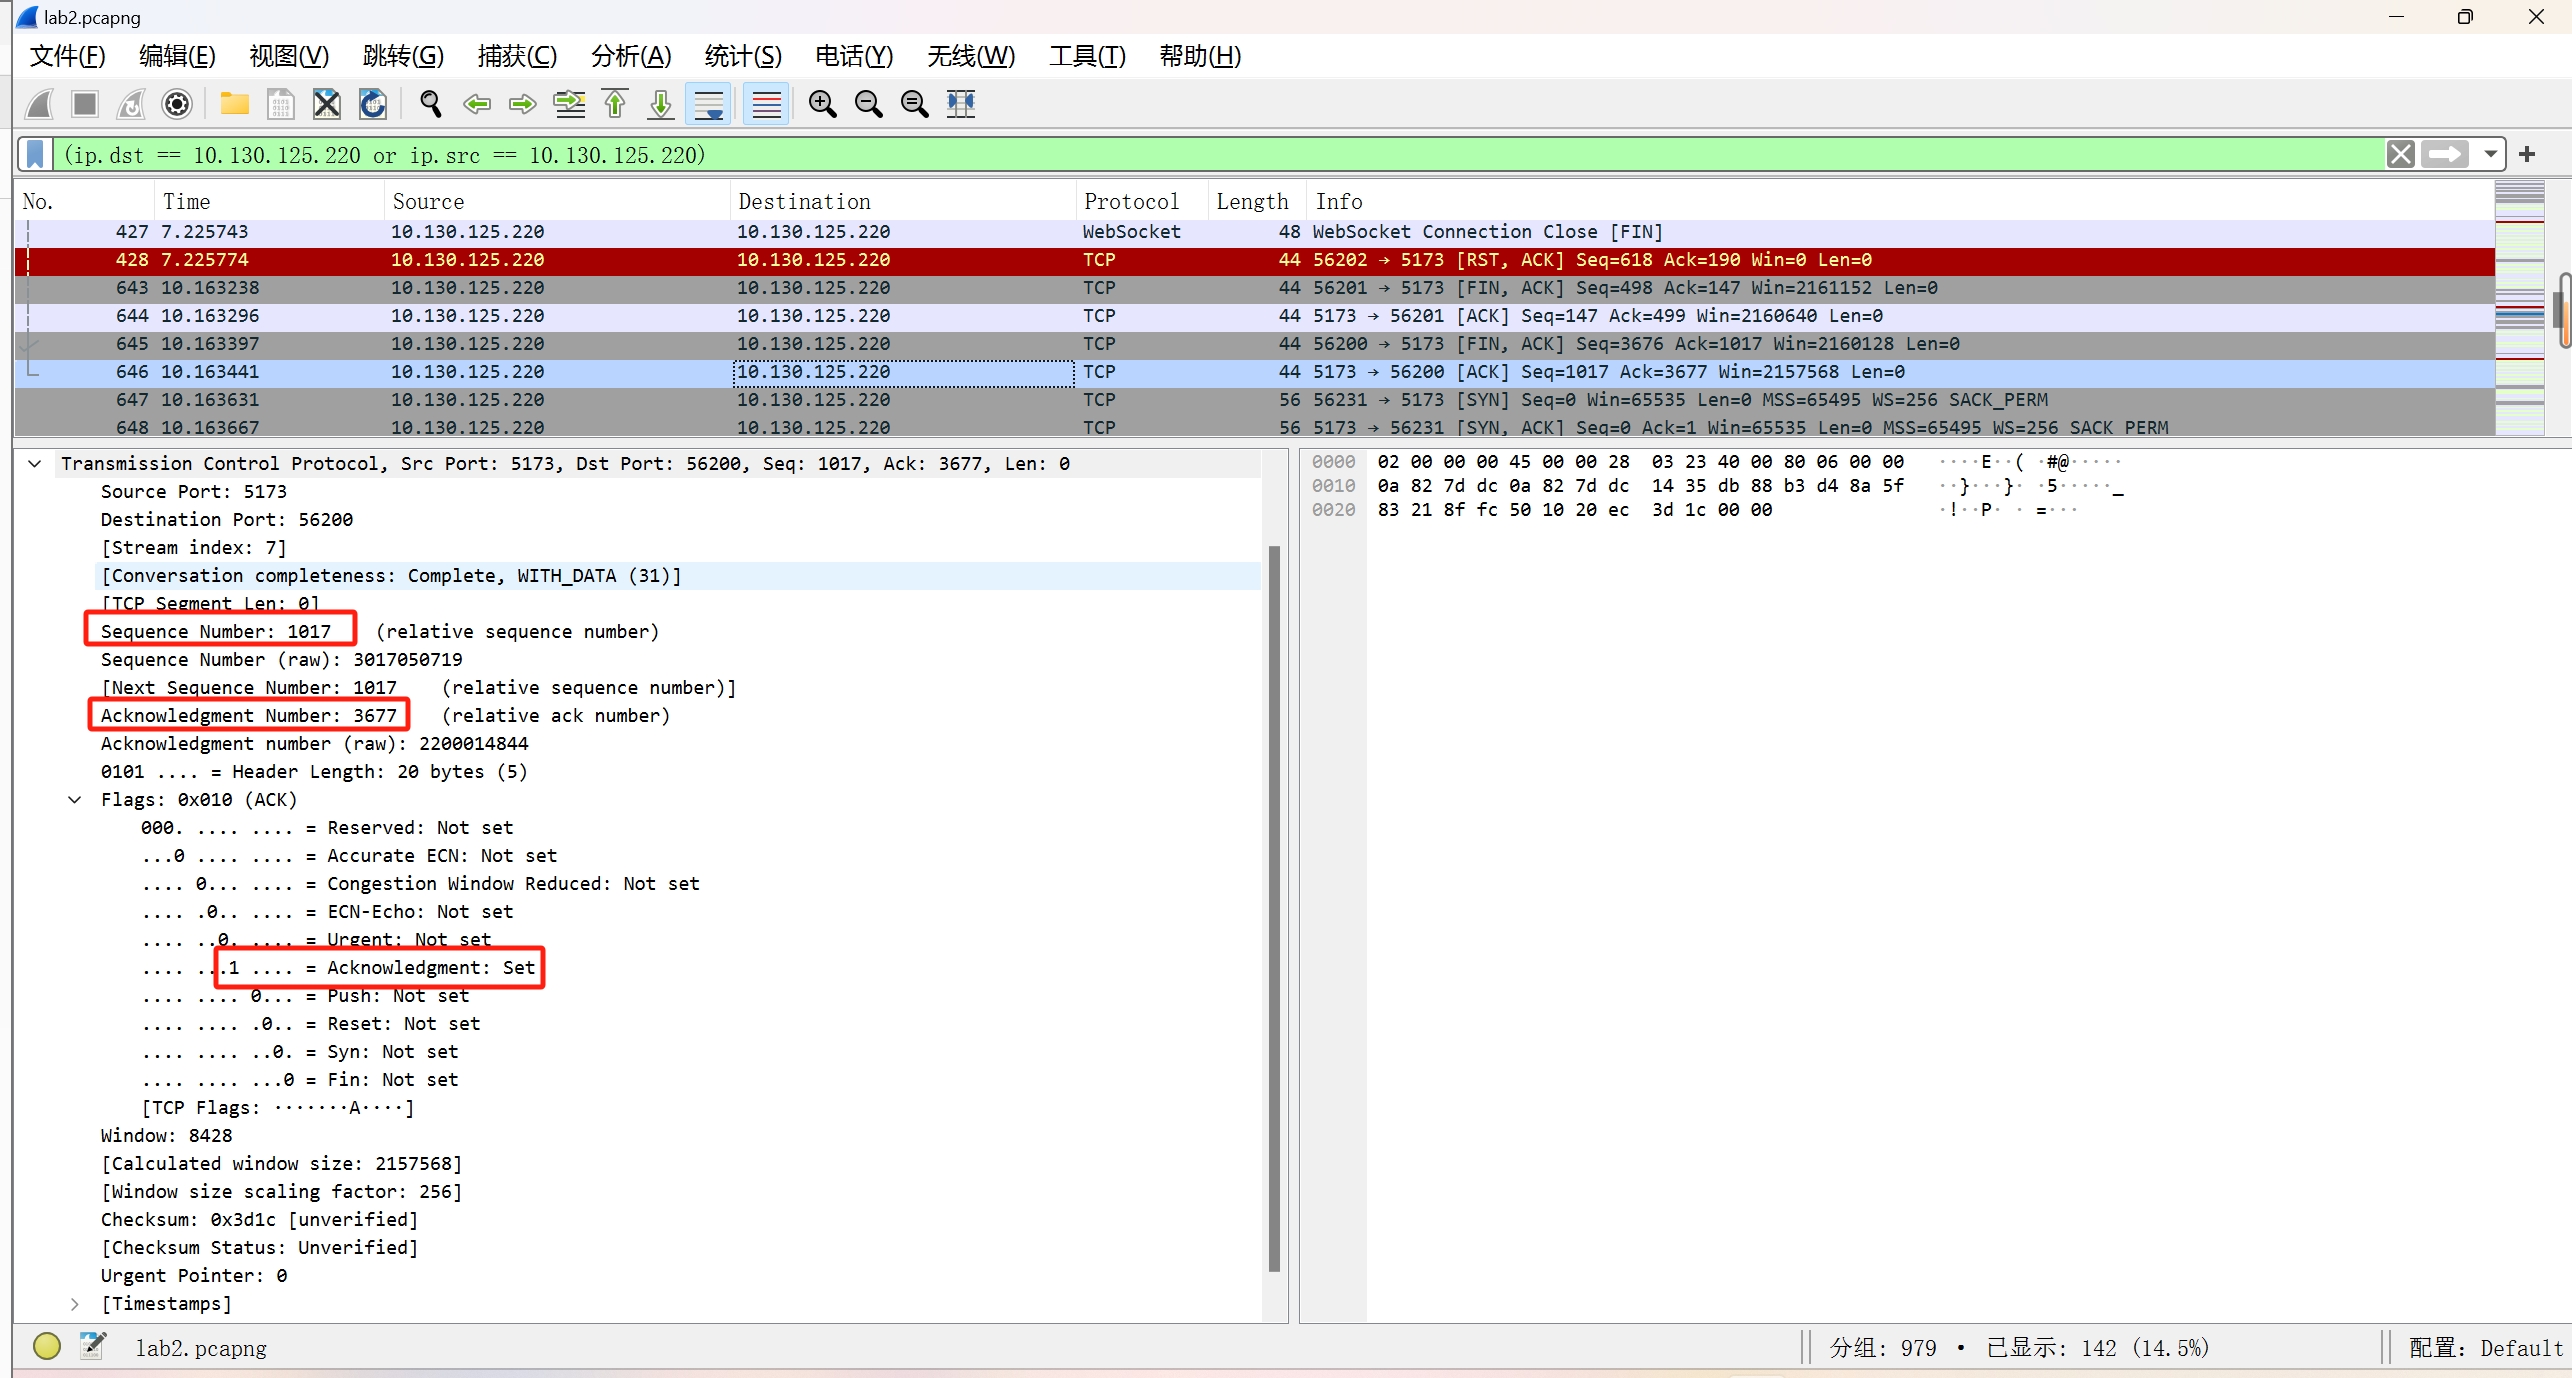 lab2.pcapng
文件(F) 编辑(E) 视图(V) 跳转(G) 捕获(C) 分析(A) 统计(S) 电话(Y) 无线(W) 工具(T) 帮助(H)
(ip.dst == 10.130.125.220 or ip.src == 10.130.125.220)
No. Time Source Destination Protocol Length Info
427 7.225743 10.130.125.220 10.130.125.220 WebSocket 48 WebSocket Connection Close [FIN]
428 7.225774 10.130.125.220 10.130.125.220 TCP 44 56202 → 5173 [RST, ACK] Seq=618 Ack=190 Win=0 Len=0
643 10.163238 10.130.125.220 10.130.125.220 TCP 44 56201 → 5173 [FIN, ACK] Seq=498 Ack=147 Win=2161152 Len=0
644 10.163296 10.130.125.220 10.130.125.220 TCP 44 5173 → 56201 [ACK] Seq=147 Ack=499 Win=2160640 Len=0
645 10.163397 10.130.125.220 10.130.125.220 TCP 44 56200 → 5173 [FIN, ACK] Seq=3676 Ack=1017 Win=2160128 Len=0
646 10.163441 10.130.125.220 10.130.125.220 TCP 44 5173 → 56200 [ACK] Seq=1017 Ack=3677 Win=2157568 Len=0
647 10.163631 10.130.125.220 10.130.125.220 TCP 56 56231 → 5173 [SYN] Seq=0 Win=65535 Len=0 MSS=65495 WS=256 SACK_PERM
648 10.163667 10.130.125.220 10.130.125.220 TCP 56 5173 → 56231 [SYN, ACK] Seq=0 Ack=1 Win=65535 Len=0 MSS=65495 WS=256 SACK_PERM
Transmission Control Protocol, Src Port: 5173, Dst Port: 56200, Seq: 1017, Ack: 3677, Len: 0
Source Port: 5173
Destination Port: 56200
[Stream index: 7]
[Conversation completeness: Complete, WITH_DATA (31)]
[TCP Segment Len: 0]
Sequence Number: 1017 (relative sequence number)
Sequence Number (raw): 3017050719
[Next Sequence Number: 1017 (relative sequence number)]
Acknowledgment Number: 3677 (relative ack number)
Acknowledgment number (raw): 2200014844
0101 .... = Header Length: 20 bytes (5)
Flags: 0x010 (ACK)
000. .... .... = Reserved: Not set
...0 .... .... = Accurate ECN: Not set
.... 0... .... = Congestion Window Reduced: Not set
.... .0.. .... = ECN-Echo: Not set
.... ..0. .... = Urgent: Not set
.... ...1 .... = Acknowledgment: Set
.... .... 0... = Push: Not set
.... .... .0.. = Reset: Not set
.... .... ..0. = Syn: Not set
.... .... ...0 = Fin: Not set
[TCP Flags: ·······A····]
Window: 8428
[Calculated window size: 2157568]
[Window size scaling factor: 256]
Checksum: 0x3d1c [unverified]
[Checksum Status: Unverified]
Urgent Pointer: 0
[Timestamps]
0000 02 00 00 00 45 00 00 28 03 23 40 00 80 06 00 00 ····E··( ·#@·····
0010 0a 82 7d dc 0a 82 7d dc 14 35 db 88 b3 d4 8a 5f ··}···}· ·5·····_
0020 83 21 8f fc 50 10 20 ec 3d 1c 00 00 ·!··P· · =···
lab2.pcapng 分组: 979 · 已显示: 142 (14.5%) 配置: Default